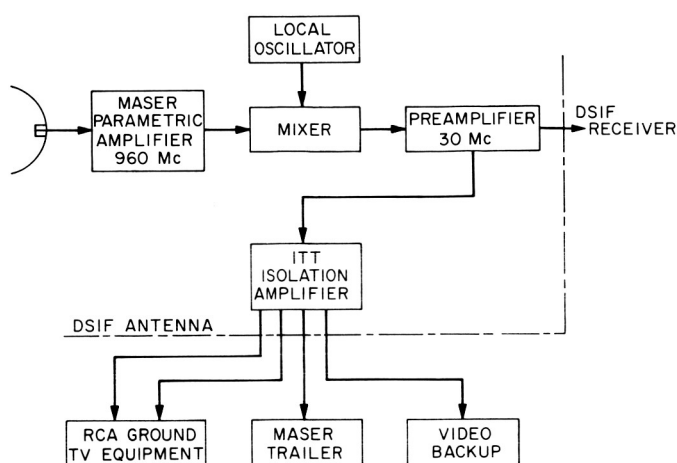 LOCAL
OSCILLATOR
MASER
PARAMETRIC
AMPLIFIER
960 Mc
MIXER
PREAMPLIFIER
30 Mc
DSIF
RECEIVER
ITT
ISOLATION
AMPLIFIER
DSIF ANTENNA
RCA GROUND
TV EQUIPMENT
MASER
TRAILER
VIDEO
BACKUP